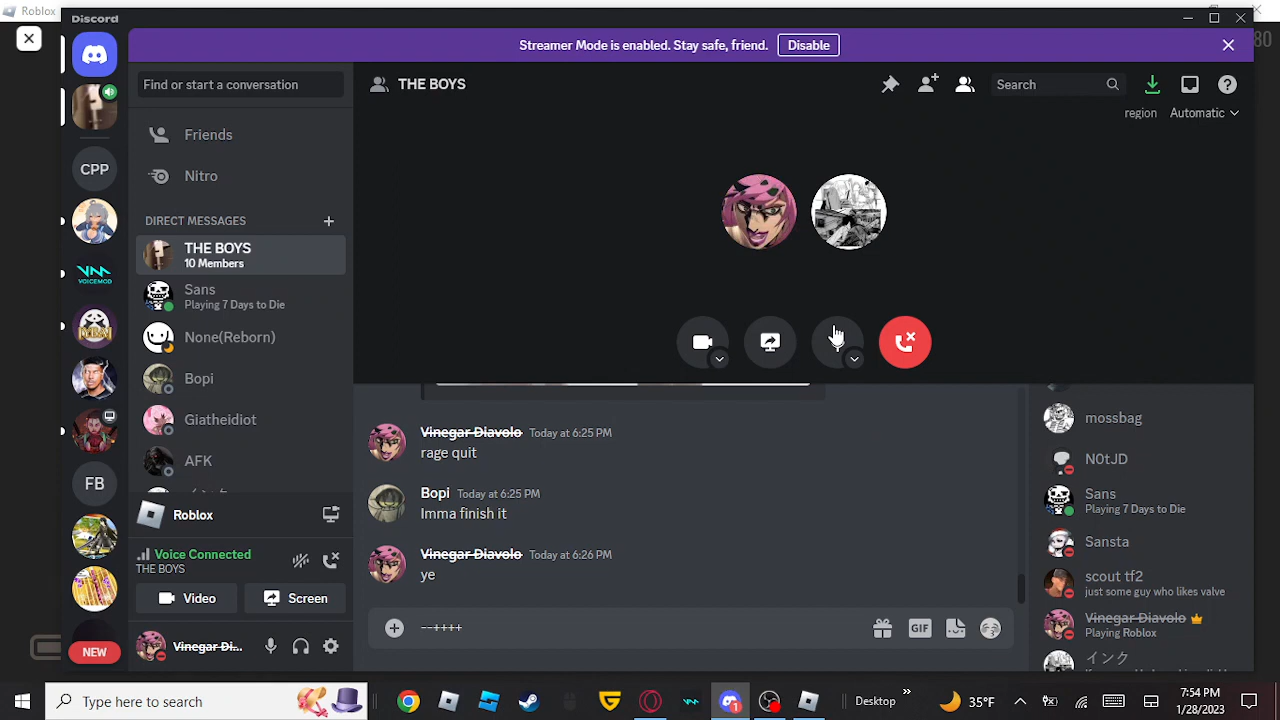 Roblox
Discord
Streamer Mode is enabled. Stay safe, friend.
Disable
80
Find or start a conversation
THE BOYS
Search
region
Automatic
Friends
Nitro
DIRECT MESSAGES
THE BOYS
10 Members
Sans
Playing 7 Days to Die
None(Reborn)
Bopi
Giatheidiot
AFK
CPP
VM
VOICEMOD
FB
NEW
Roblox
Voice Connected
THE BOYS
Video
Screen
Vinegar Di...
Vinegar Diavolo Today at 6:25 PM
rage quit
Bopi Today at 6:25 PM
Imma finish it
Vinegar Diavolo Today at 6:26 PM
ye
--++++
GIF
mossbag
N0tJD
Sans
Playing 7 Days to Die
Sansta
scout tf2
just some guy who likes valve
Vinegar Diavolo
Playing Roblox
インク
Type here to search
1
Desktop
35°F
7:54 PM
1/28/2023